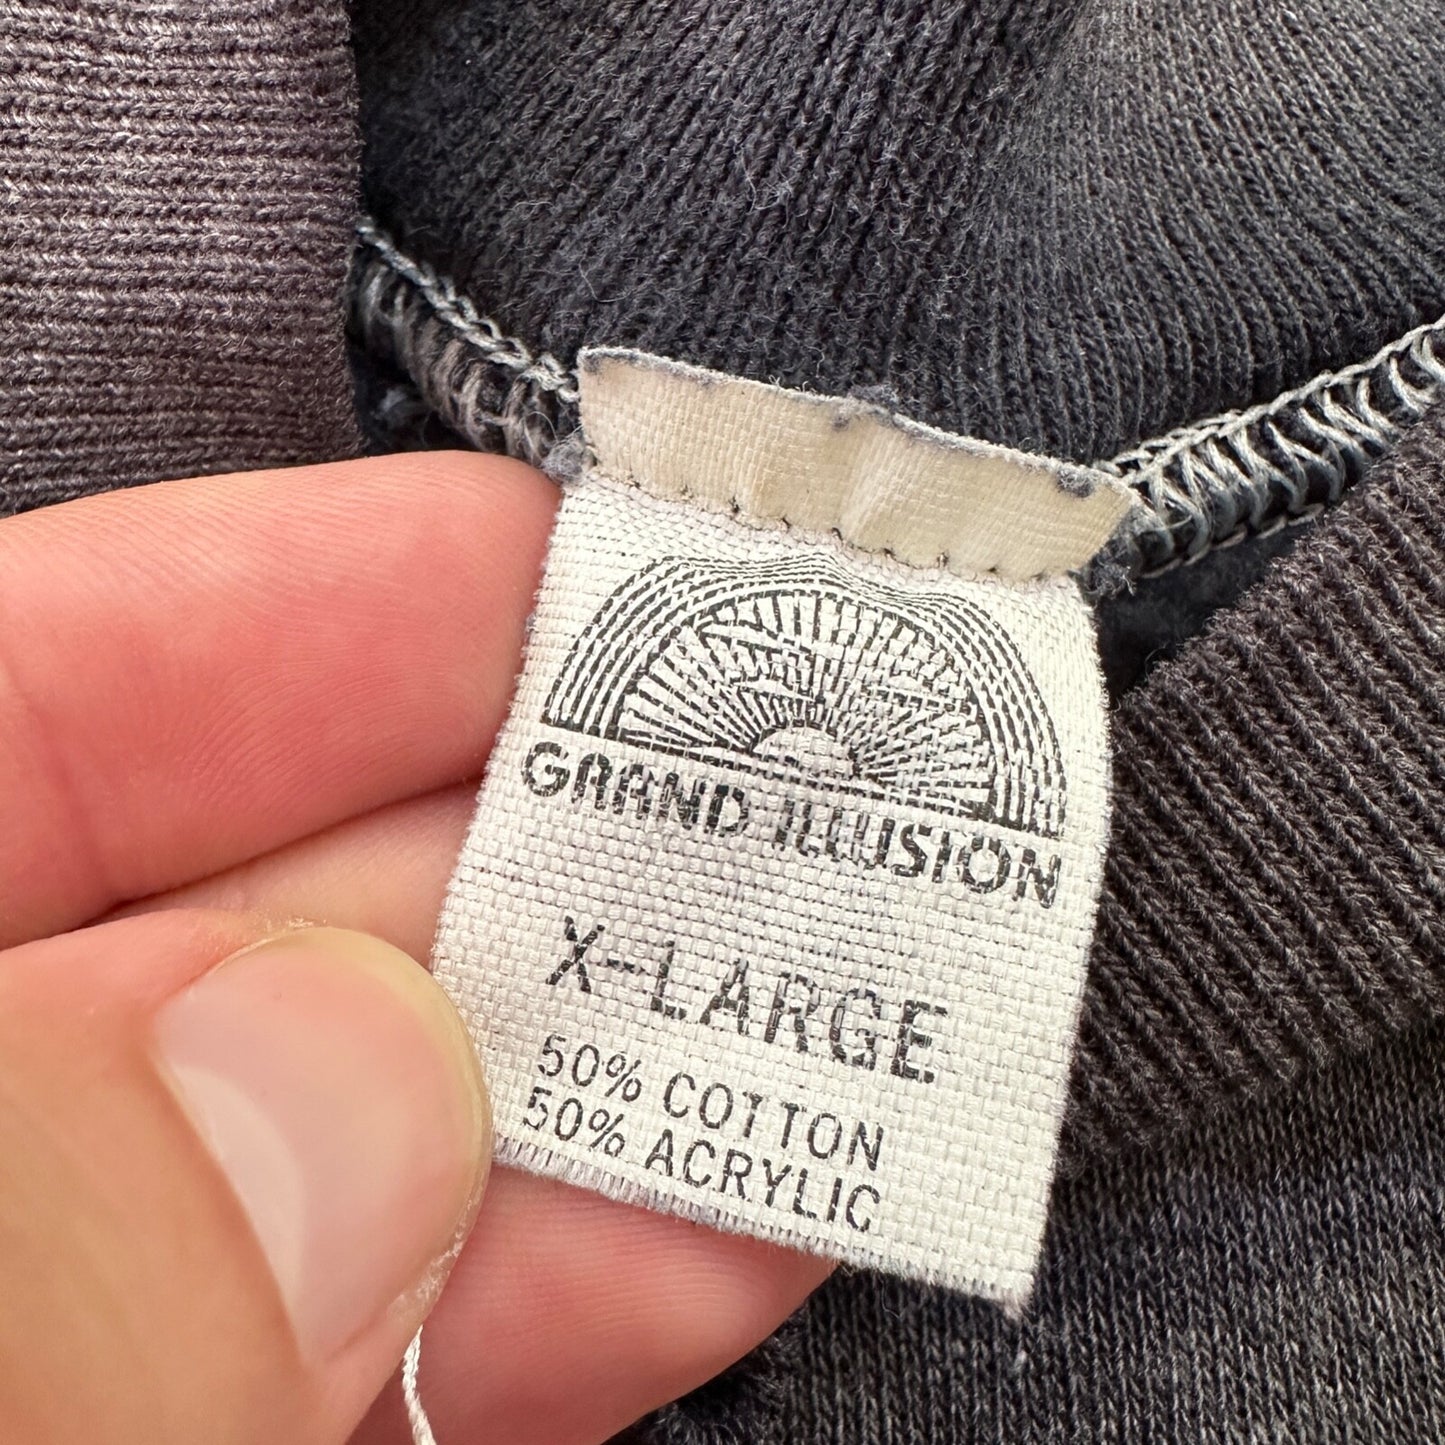 GRAND ILLUSION
X-LARGE
50% COTTON
50% ACRYLIC